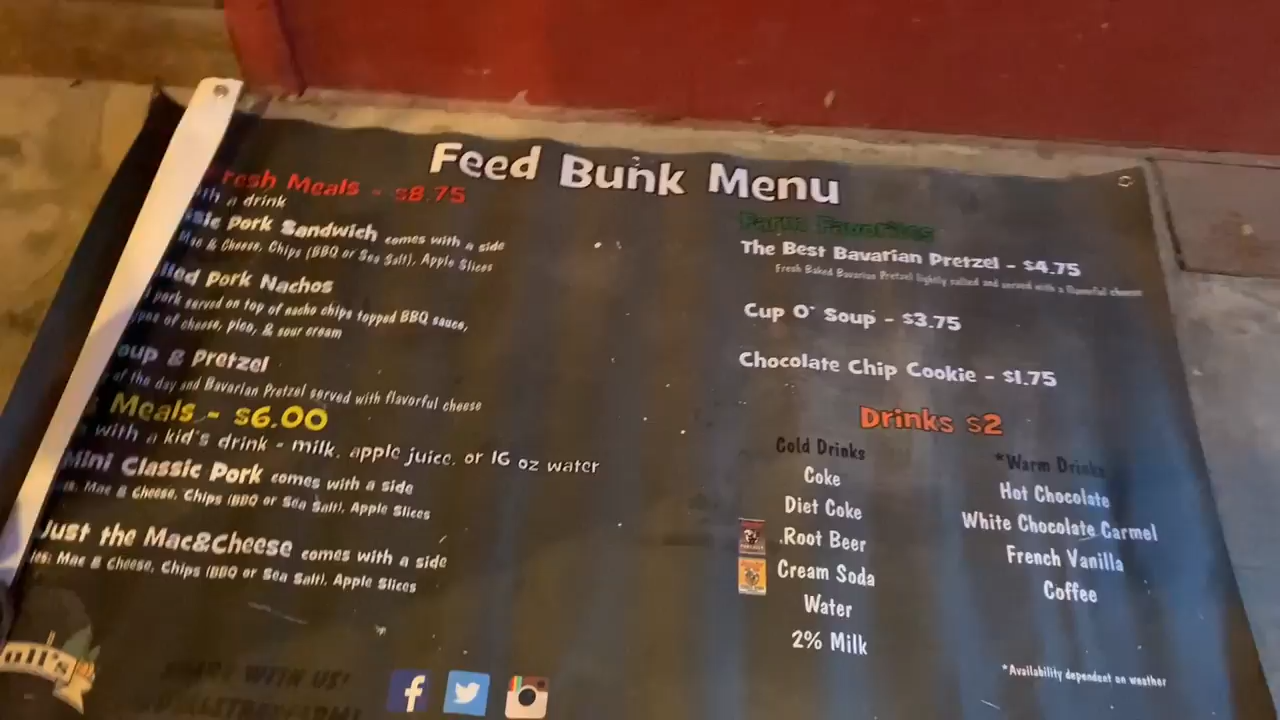 Feed Bunk Menu
resh Meals - $8.75
th a drink
sic Pork Sandwich comes with a side
Mac & Cheese, Chips (BBQ or Sea Salt), Apple Slices
lled Pork Nachos
pork served on top of nacho chips topped BBQ sauce,
ypes of cheese, pico, & sour cream
oup & Pretzel
of the day and Bavarian Pretzel served with flavorful cheese
Meals - $6.00
with a kid's drink - milk, apple juice, or 16 oz water
Mini Classic Pork comes with a side
es: Mac & Cheese, Chips (BBQ or Sea Salt), Apple Slices
Just the Mac&Cheese comes with a side
es: Mac & Cheese, Chips (BBQ or Sea Salt), Apple Slices
WITH US!
Farm Favorites
The Best Bavarian Pretzel - $4.75
Fresh Baked Bavarian Pretzel lightly salted and served with a flavorful cheese
Cup O' Soup - $3.75
Chocolate Chip Cookie - $1.75
Drinks $2
Cold Drinks
Coke
Diet Coke
Root Beer
Cream Soda
Water
2% Milk
*Warm Drinks
Hot Chocolate
White Chocolate Carmel
French Vanilla
Coffee
*Availability dependent on weather